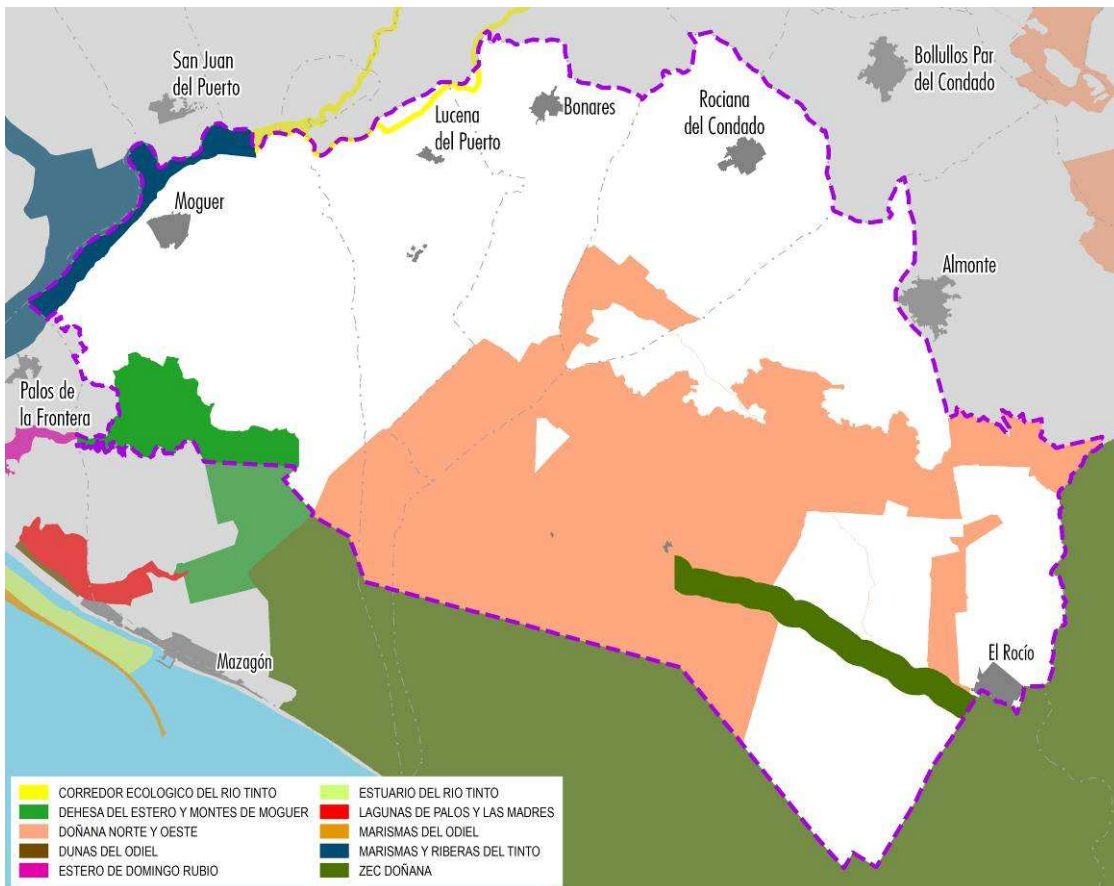 San Juan
del Puerto
Bollullos Par
del Condado
Lucena
del Puerto
Bonares
Rociana
del Condado
Moguer
Almonte
Palos de
la Frontera
Mazagón
El Rocío
CORREDOR ECOLOGICO DEL RIO TINTO
DEHESA DEL ESTERO Y MONTES DE MOGUER
DOÑANA NORTE Y OESTE
DUNAS DEL ODIEL
ESTERO DE DOMINGO RUBIO
ESTUARIO DEL RIO TINTO
LAGUNAS DE PALOS Y LAS MADRES
MARISMAS DEL ODIEL
MARISMAS Y RIBERAS DEL TINTO
ZEC DOÑANA